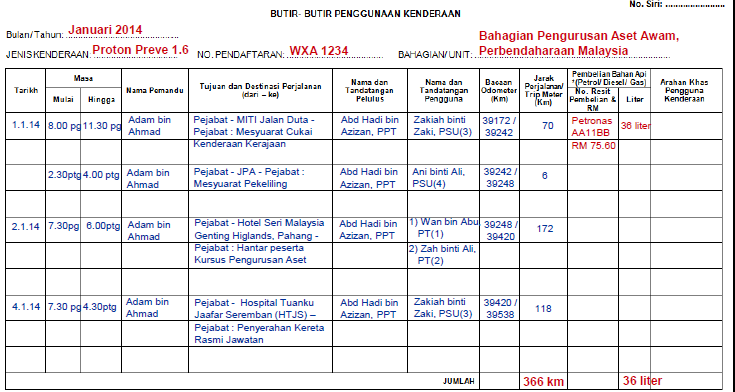 No. Siri: ........................
BUTIR- BUTIR PENGGUNAAN KENDERAAN
Bulan/ Tahun: Januari 2014
JENIS KENDERAAN: Proton Preve 1.6 NO. PENDAFTARAN: WXA 1234 BAHAGIAN/ UNIT: Bahagian Pengurusan Aset Awam,
Perbendaharaan Malaysia
Tarikh Masa Nama Pemandu Tujuan dan Destinasi Perjalanan (dari – ke) Nama dan Tandatangan Pelulus Nama dan Tandatangan Pengguna Bacaan Odometer (Km) Jarak Perjalanan/ Trip Meter (Km) Pembelian Bahan Api *(Petrol/ Diesel/ Gas) Arahan Khas Pengguna Kenderaan
Mulai Hingga No. Resit Pembelian & RM Liter
1.1.14 8.00 pg 11.30 pg Adam bin Ahmad Pejabat - MITI Jalan Duta - Pejabat : Mesyuarat Cukai Abd Hadi bin Azizan, PPT Zakiah binti Zaki, PSU(3) 39172 / 39242 70 Petronas AA11BB 36 liter
Kenderaan Kerajaan RM 75.60
2.30ptg 4.00 ptg Adam bin Ahmad Pejabat - JPA - Pejabat : Mesyuarat Pekeliling Abd Hadi bin Azizan, PPT Ani binti Ali, PSU(4) 39242 / 39248 6
2.1.14 7.30pg 6.00ptg Adam bin Ahmad Pejabat - Hotel Seri Malaysia Genting Higlands, Pahang - Abd Hadi bin Azizan, PPT 1) Wan bin Abu, PT(1) 39248 / 39420 172
Pejabat : Hantar peserta Kursus Pengurusan Aset 2) Zah binti Ali, PT(2)
4.1.14 7.30 pg 4.30ptg Adam bin Ahmad Pejabat - Hospital Tuanku Jaafar Seremban (HTJS) – Abd Hadi bin Azizan, PPT Zakiah binti Zaki, PSU(3) 39420 / 39538 118
Pejabat : Penyerahan Kereta Rasmi Jawatan
JUMLAH 366 km 36 liter